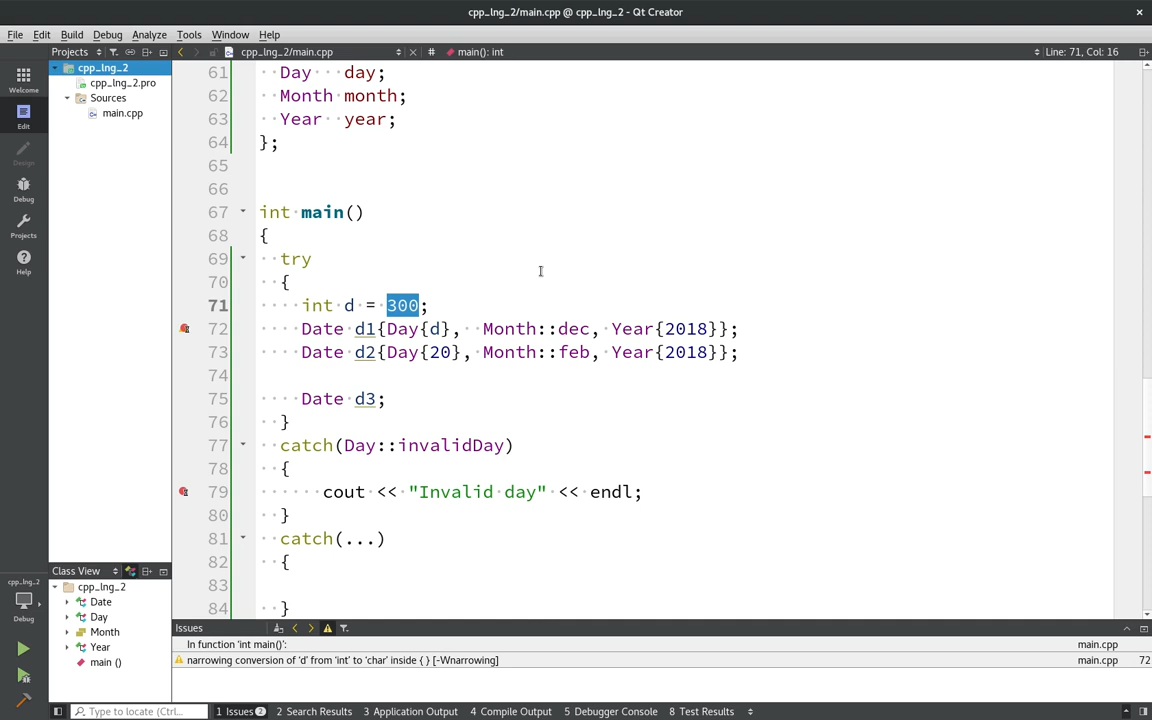 cpp_lng_2/main.cpp @ cpp_lng_2 - Qt Creator
File Edit Build Debug Analyze Tools Window Help
Projects cpp_lng_2/main.cpp # main(): int Line: 71, Col: 16
Welcome
Edit
Design
Debug
Projects
Help
cpp_lng_2
Debug
cpp_lng_2
cpp_lng_2.pro
Sources
main.cpp
Class View
cpp_lng_2
Date
Day
Month
Year
main ()
61 Day   day;
62 Month month;
63 Year  year;
64 };
65
66
67 int main()
68 {
69   try
70   {
71     int d = 300;
72     Date d1{Day{d},  Month::dec, Year{2018}};
73     Date d2{Day{20}, Month::feb, Year{2018}};
74
75     Date d3;
76   }
77   catch(Day::invalidDay)
78   {
79       cout << "Invalid day" << endl;
80   }
81   catch(...)
82   {
83
84   }
Issues
In function 'int main()': main.cpp
narrowing conversion of 'd' from 'int' to 'char' inside { } [-Wnarrowing] main.cpp 72
Type to locate (Ctrl... 1 Issues 2 2 Search Results 3 Application Output 4 Compile Output 5 Debugger Console 8 Test Results